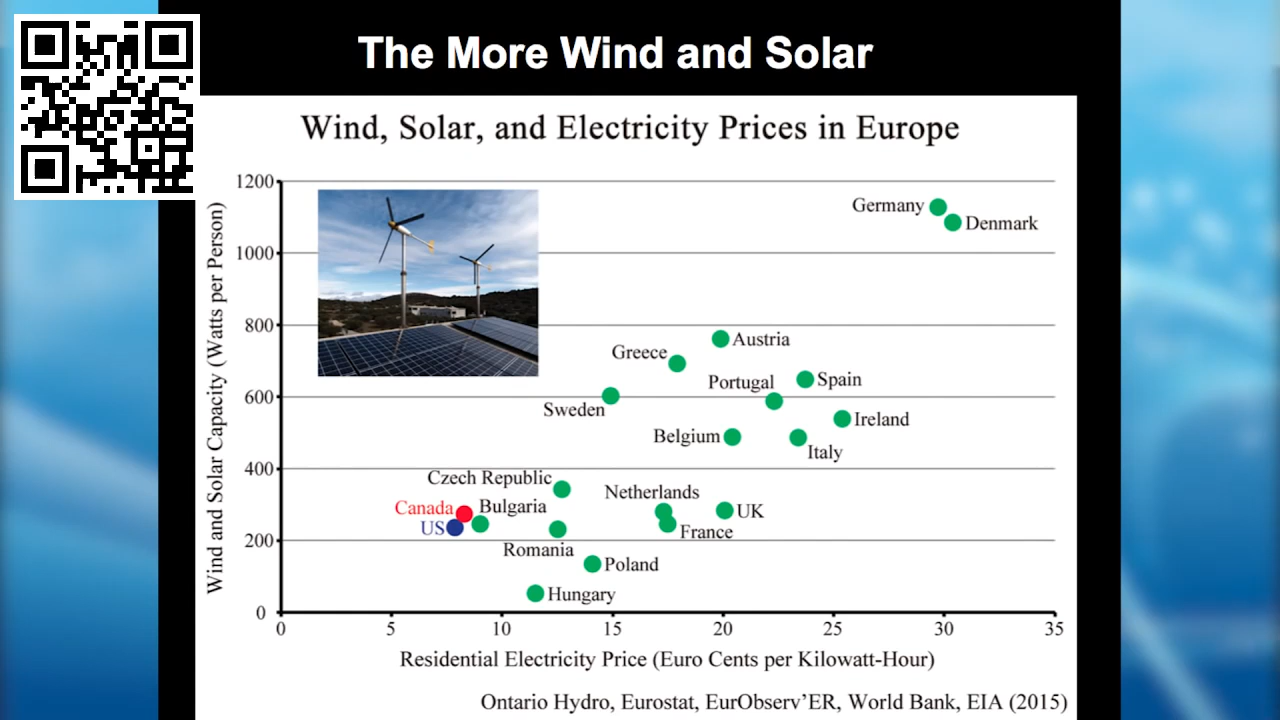 The More Wind and Solar
Wind, Solar, and Electricity Prices in Europe
Wind and Solar Capacity (Watts per Person)
1200
1000
800
600
400
200
0
Germany
Denmark
Austria
Greece
Portugal
Spain
Sweden
Ireland
Belgium
Italy
Czech Republic
Netherlands
Canada
Bulgaria
UK
US
France
Romania
Poland
Hungary
0 5 10 15 20 25 30 35
Residential Electricity Price (Euro Cents per Kilowatt-Hour)
Ontario Hydro, Eurostat, EurObserv’ER, World Bank, EIA (2015)